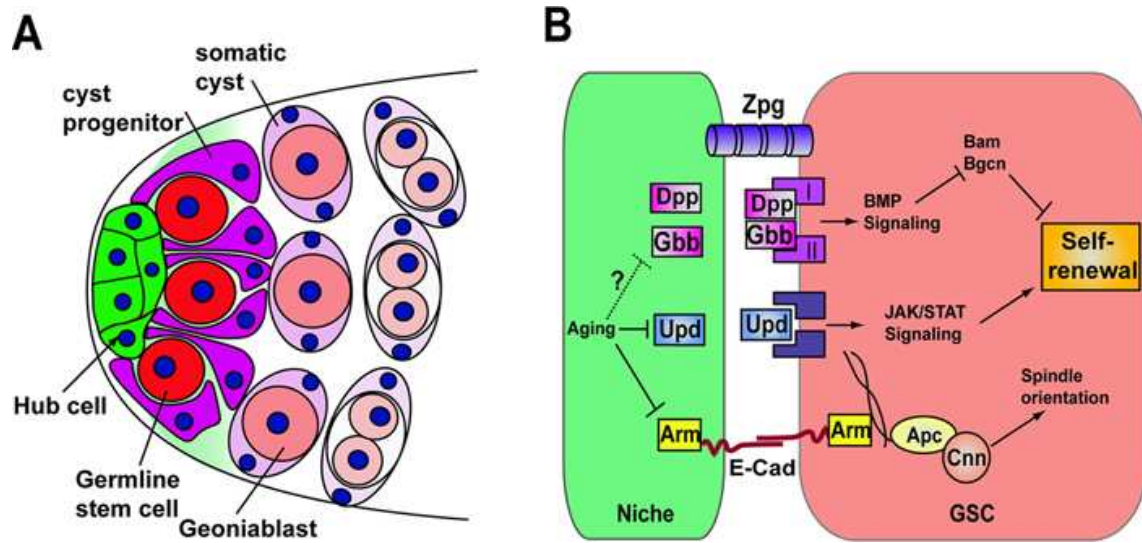 A
somatic
cyst
cyst
progenitor
Hub cell
Germline
stem cell
Geoniablast
B
Zpg
Bam
Bgcn
Dpp
Dpp
I
BMP
Signaling
Gbb
Gbb
II
Self-
renewal
?
Aging
Upd
Upd
JAK/STAT
Signaling
Spindle
orientation
Arm
Arm
Apc
E-Cad
Cnn
Niche
GSC